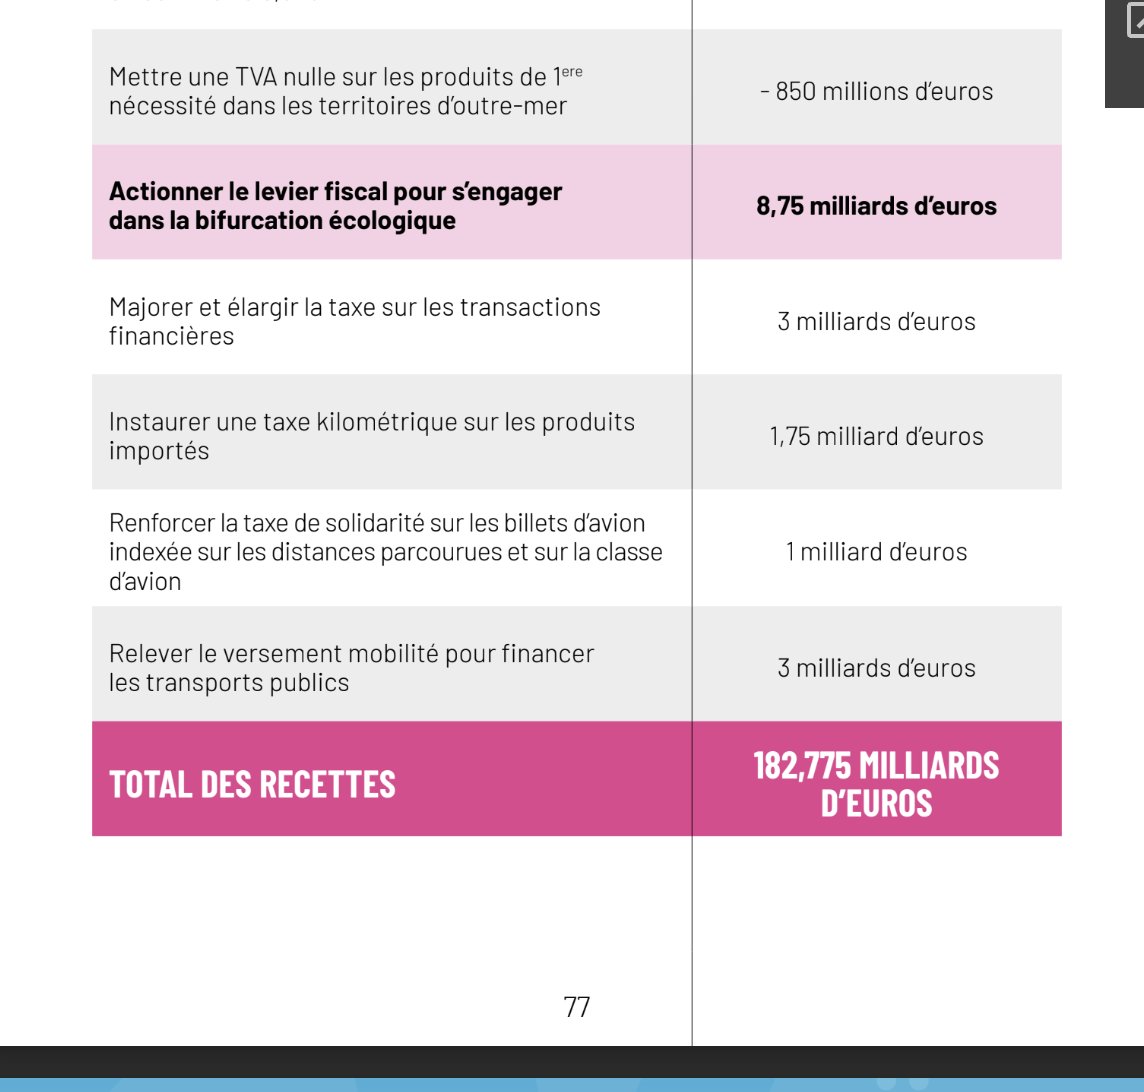 Mettre une TVA nulle sur les produits de 1ere
nécessité dans les territoires d’outre-mer
- 850 millions d’euros
Actionner le levier fiscal pour s’engager
dans la bifurcation écologique
8,75 milliards d’euros
Majorer et élargir la taxe sur les transactions
financières
3 milliards d’euros
Instaurer une taxe kilométrique sur les produits
importés
1,75 milliard d’euros
Renforcer la taxe de solidarité sur les billets d’avion
indexée sur les distances parcourues et sur la classe
d’avion
1 milliard d’euros
Relever le versement mobilité pour financer
les transports publics
3 milliards d’euros
TOTAL DES RECETTES
182,775 MILLIARDS
D’EUROS
77